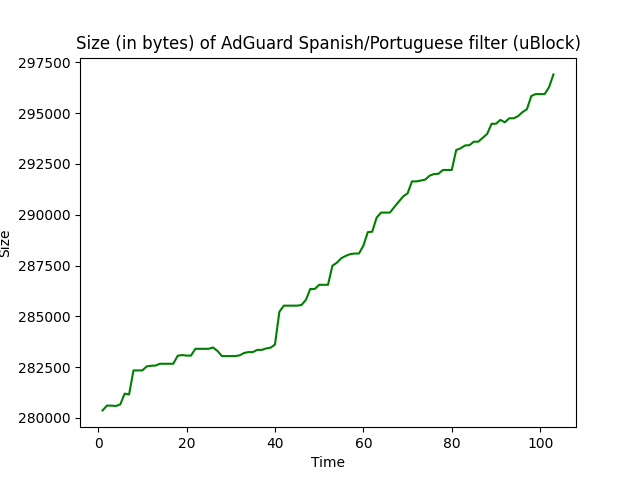 Size (in bytes) of AdGuard Spanish/Portuguese filter (uBlock)
297500
295000
292500
290000
287500
285000
282500
280000
Size
0 20 40 60 80 100
Time